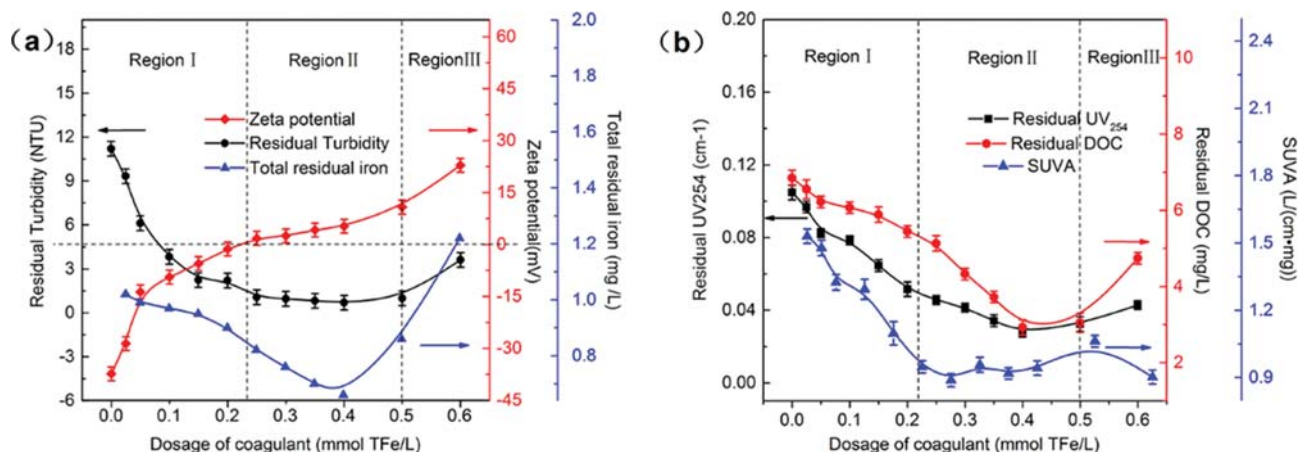 (a)
Region I
Region II
RegionIII
Zeta potential
Residual Turbidity
Total residual iron
Residual Turbidity (NTU)
18
15
12
9
6
3
0
-3
-6
0.0 0.1 0.2 0.3 0.4 0.5 0.6
Dosage of coagulant (mmol TFe/L)
60
45
30
15
0
-15
-30
-45
Zeta potential(mV)
2.0
1.8
1.6
1.4
1.2
1.0
0.8
Total residual iron (mg /L)
(b)
Region I
Region II
RegionIII
Residual UV254
Residual DOC
SUVA
Residual UV254 (cm-1)
0.20
0.16
0.12
0.08
0.04
0.00
0.0 0.1 0.2 0.3 0.4 0.5 0.6
Dosage of coagulant (mmol TFe/L)
10
8
6
4
2
Residual DOC (mg/L)
2.4
2.1
1.8
1.5
1.2
0.9
SUVA (L/(cm•mg))